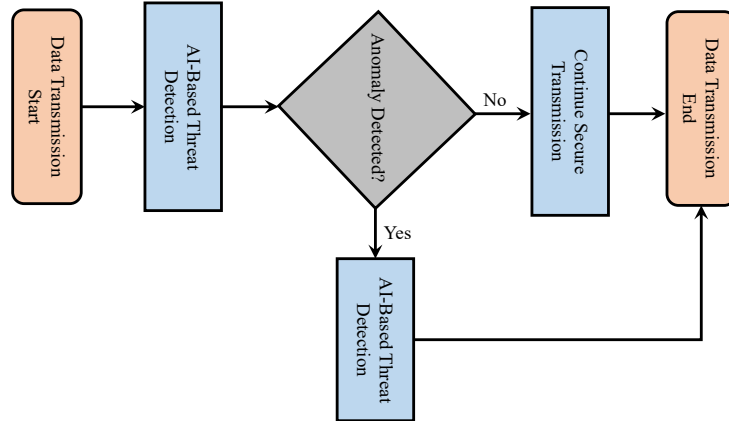 Data Transmission
Start
AI-Based Threat
Detection
Anomaly Detected?
No
Continue Secure
Transmission
Data Transmission
End
Yes
AI-Based Threat
Detection